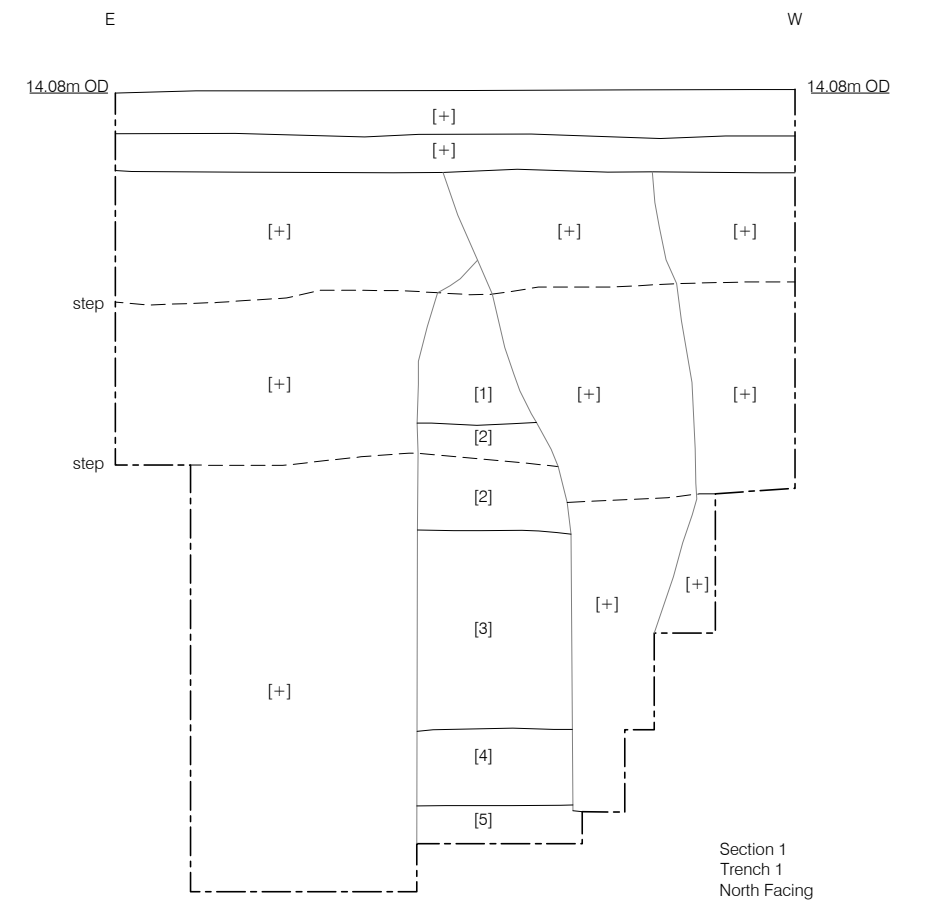 E W
14.08m OD 14.08m OD
[+]
[+]
[+] [+] [+]
step
[+] [1] [+] [+]
[2]
step
[2]
[+] [+]
[3]
[+]
[4]
[5]
Section 1
Trench 1
North Facing